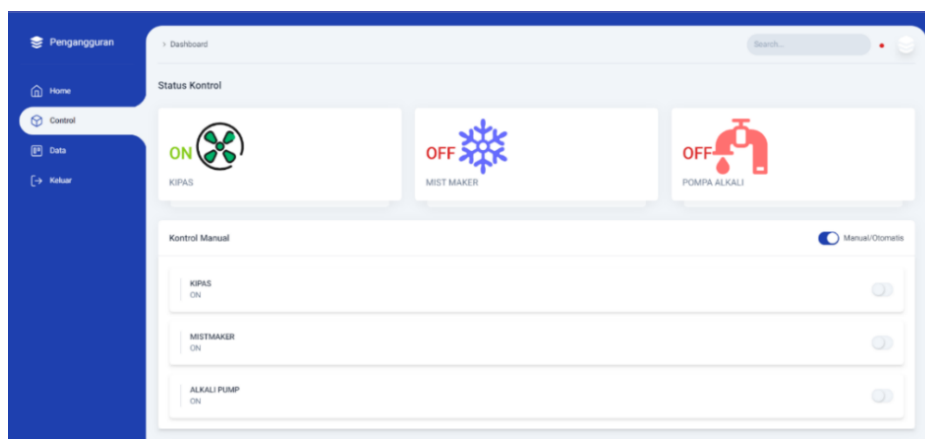 Pengangguran
> Dashboard
Search...
Home
Control
Data
Keluar
Status Kontrol
ON
KIPAS
OFF
MIST MAKER
OFF
POMPA ALKALI
Kontrol Manual
Manual/Otomatis
KIPAS
ON
MISTMAKER
ON
ALKALI PUMP
ON